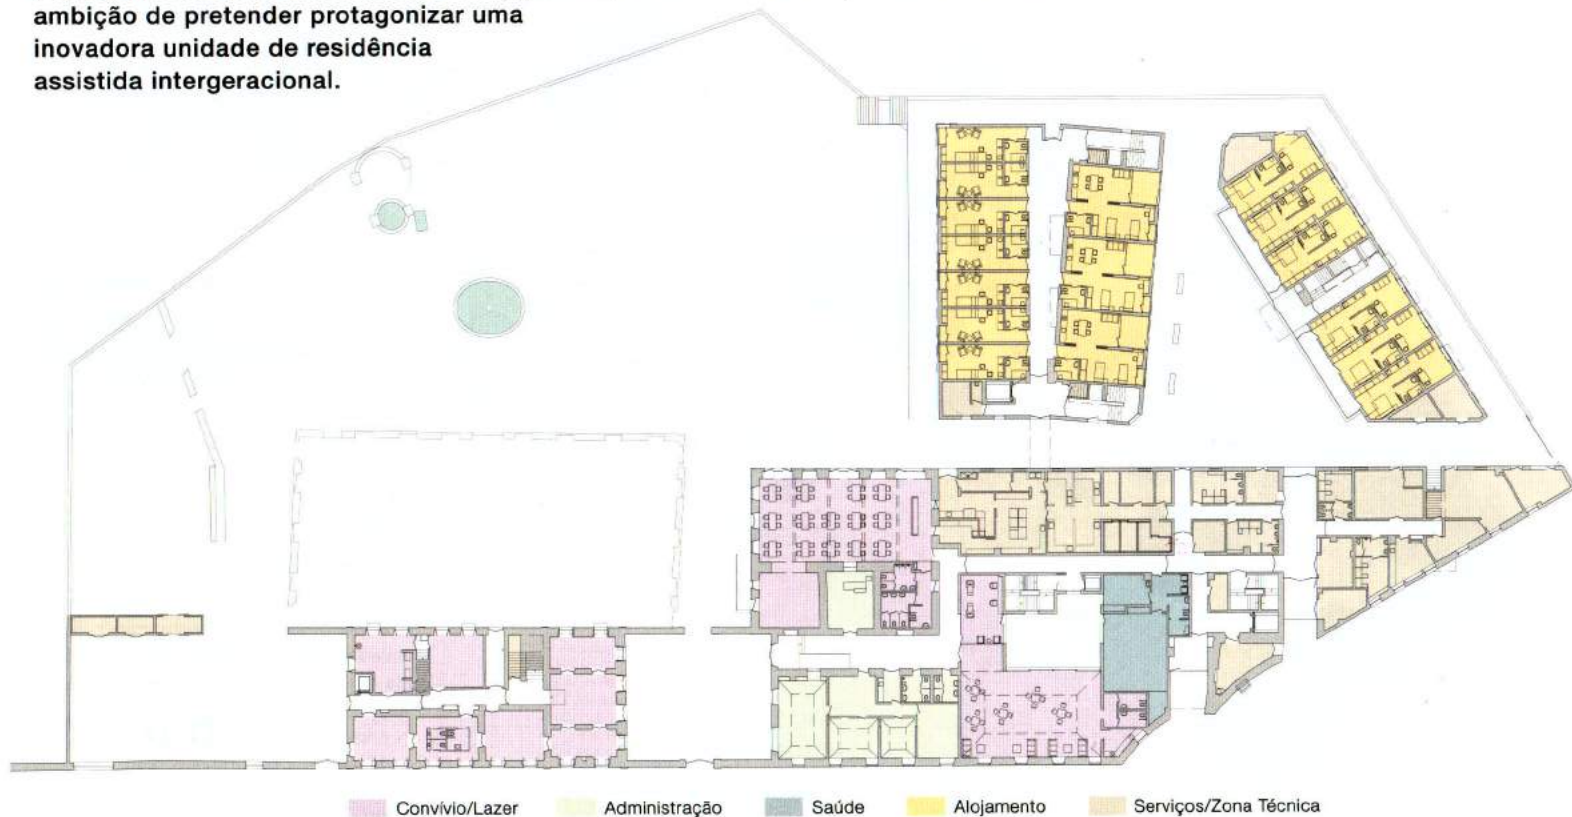 ambição de pretender protagonizar uma
inovadora unidade de residência
assistida intergeracional.
Convívio/Lazer
Administração
Saúde
Alojamento
Serviços/Zona Técnica